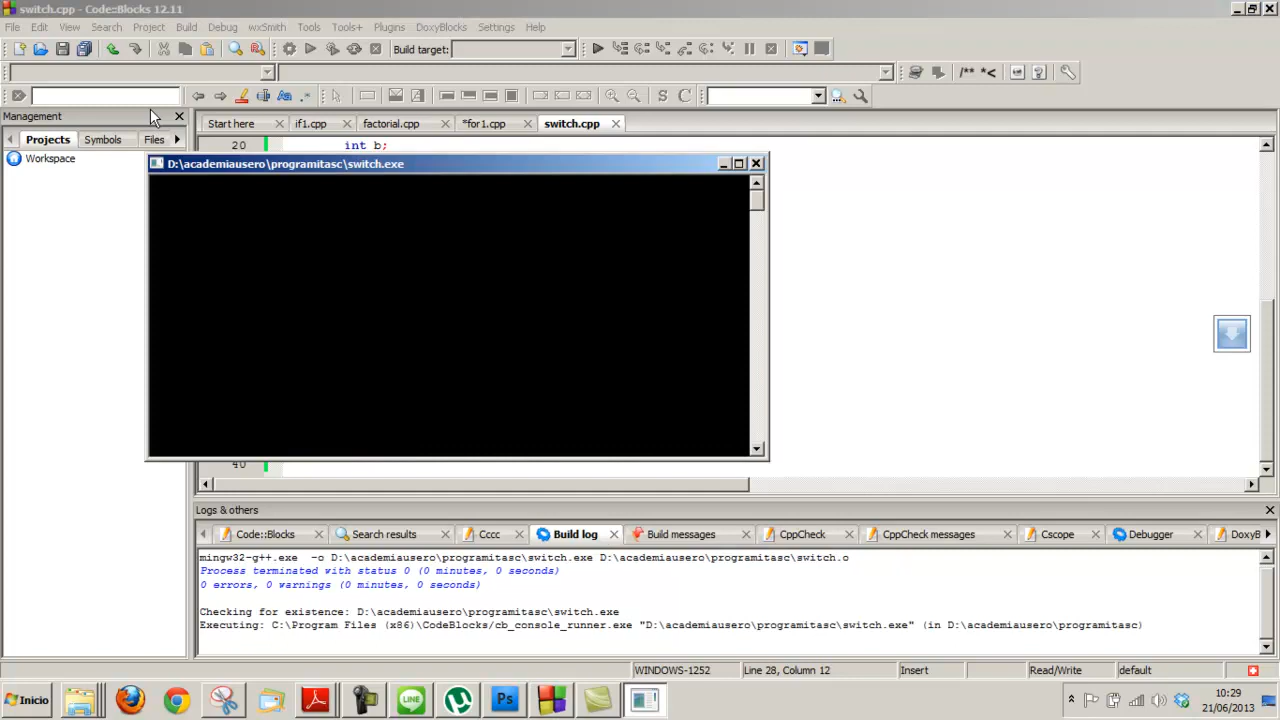 switch.cpp - Code::Blocks 12.11
File Edit View Search Project Build Debug wxSmith Tools Tools+ Plugins DoxyBlocks Settings Help
Build target:
/** *<
Management
Start here if1.cpp factorial.cpp *for1.cpp switch.cpp
Projects Symbols Files
20 int b;
Workspace
D:\academiausero\programitasc\switch.exe
40
Logs & others
Code::Blocks Search results Cccc Build log Build messages CppCheck CppCheck messages Cscope Debugger DoxyB
mingw32-g++.exe -o D:\academiausero\programitasc\switch.exe D:\academiausero\programitasc\switch.o
Process terminated with status 0 (0 minutes, 0 seconds)
0 errors, 0 warnings (0 minutes, 0 seconds)
Checking for existence: D:\academiausero\programitasc\switch.exe
Executing: C:\Program Files (x86)\CodeBlocks/cb_console_runner.exe "D:\academiausero\programitasc\switch.exe" (in D:\academiausero\programitasc)
WINDOWS-1252 Line 28, Column 12 Insert Read/Write default
Inicio
LINE
Ps
10:29
21/06/2013